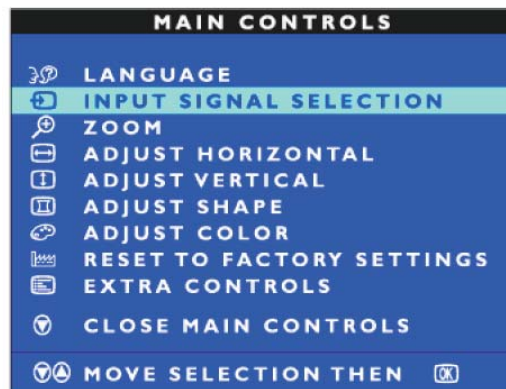 MAIN CONTROLS
LANGUAGE
INPUT SIGNAL SELECTION
ZOOM
ADJUST HORIZONTAL
ADJUST VERTICAL
ADJUST SHAPE
ADJUST COLOR
RESET TO FACTORY SETTINGS
EXTRA CONTROLS
CLOSE MAIN CONTROLS
MOVE SELECTION THEN OK